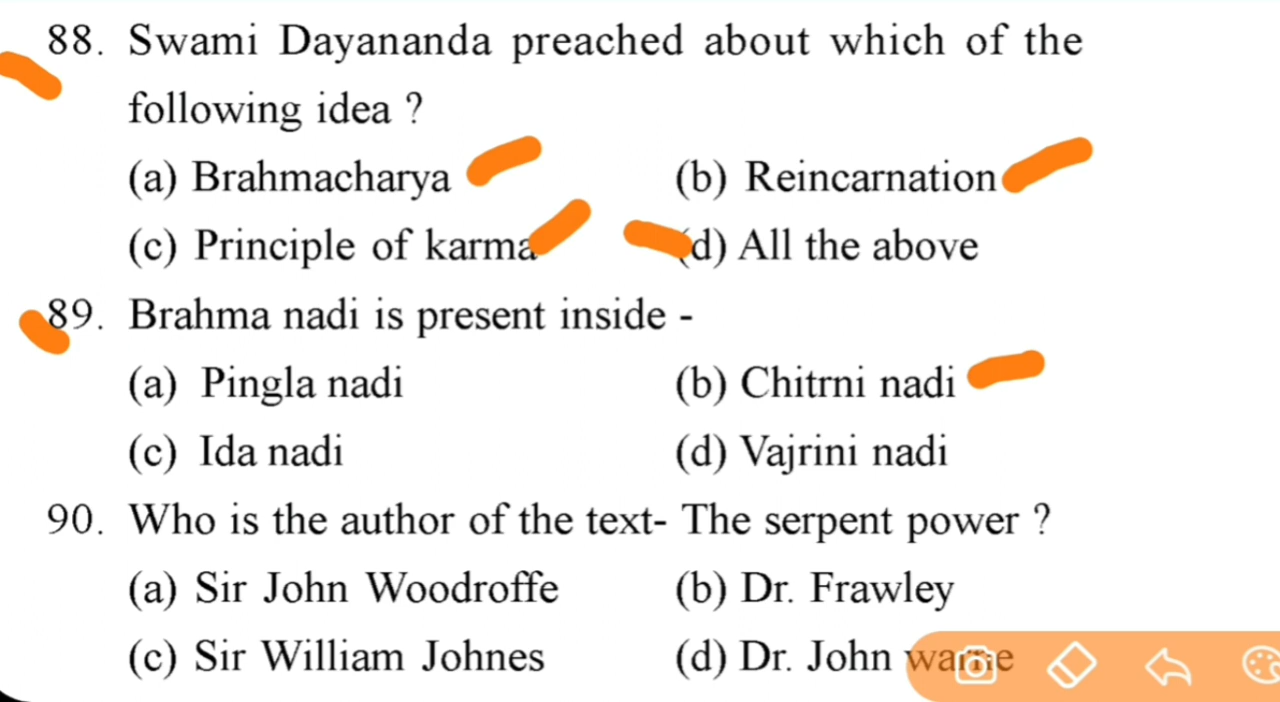 88. Swami Dayananda preached about which of the
following idea ?
(a) Brahmacharya (b) Reincarnation
(c) Principle of karma (d) All the above
89. Brahma nadi is present inside -
(a) Pingla nadi (b) Chitrni nadi
(c) Ida nadi (d) Vajrini nadi
90. Who is the author of the text- The serpent power ?
(a) Sir John Woodroffe (b) Dr. Frawley
(c) Sir William Johnes (d) Dr. John